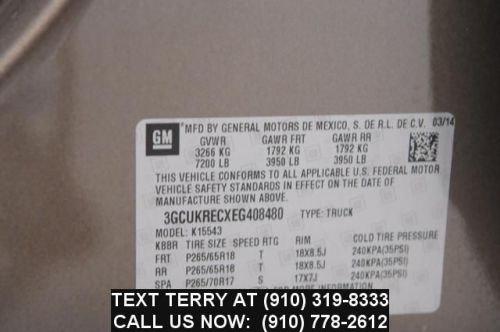 GM MFD BY GENERAL MOTORS DE MEXICO, S. DE R.L. DE C.V. 03/14
GVWR GAWR FRT GAWR RR
3266 KG 1792 KG 1792 KG
7200 LB 3950 LB 3950 LB
THIS VEHICLE CONFORMS TO ALL APPLICABLE U.S. FEDERAL MOTOR
VEHICLE SAFETY STANDARDS IN EFFECT ON THE DATE OF
MANUFACTURE SHOWN ABOVE.
3GCUKRECXEG408480 TYPE: TRUCK
MODEL: K15543
KBBR TIRE SIZE SPEED RTG RIM COLD TIRE PRESSURE
FRT P265/65R18 T 18X8.5J 240KPA(35PSI)
RR P265/65R18 T 18X8.5J 240KPA(35PSI)
SPA P265/70R17 S 17X7J 240KPA(35PSI)
MORE INFORMATION
TEXT TERRY AT (910) 319-8333
CALL US NOW: (910) 778-2612